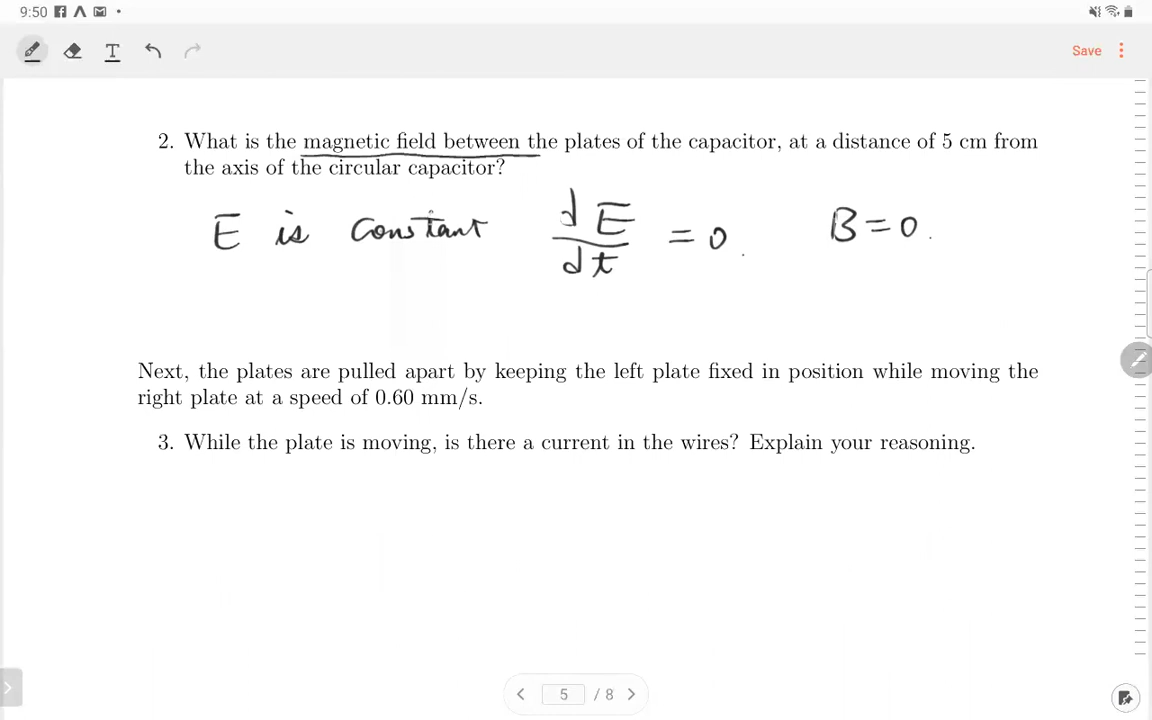 9:50
Save
2. What is the magnetic field between the plates of the capacitor, at a distance of 5 cm from
the axis of the circular capacitor?
E is constant dE/dt = 0. B = 0.
Next, the plates are pulled apart by keeping the left plate fixed in position while moving the
right plate at a speed of 0.60 mm/s.
3. While the plate is moving, is there a current in the wires? Explain your reasoning.
5 / 8